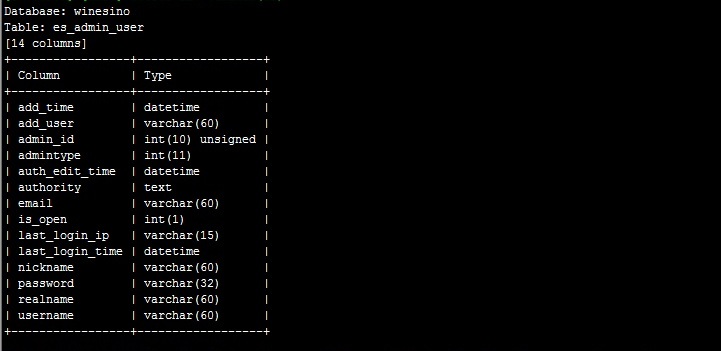 Database: winesino
Table: es_admin_user
[14 columns]
+-----------------+------------------+
| Column          | Type             |
+-----------------+------------------+
| add_time        | datetime         |
| add_user        | varchar(60)      |
| admin_id        | int(10) unsigned |
| admintype       | int(11)          |
| auth_edit_time  | datetime         |
| authority       | text             |
| email           | varchar(60)      |
| is_open         | int(1)           |
| last_login_ip   | varchar(15)      |
| last_login_time | datetime         |
| nickname        | varchar(60)      |
| password        | varchar(32)      |
| realname        | varchar(60)      |
| username        | varchar(60)      |
+-----------------+------------------+